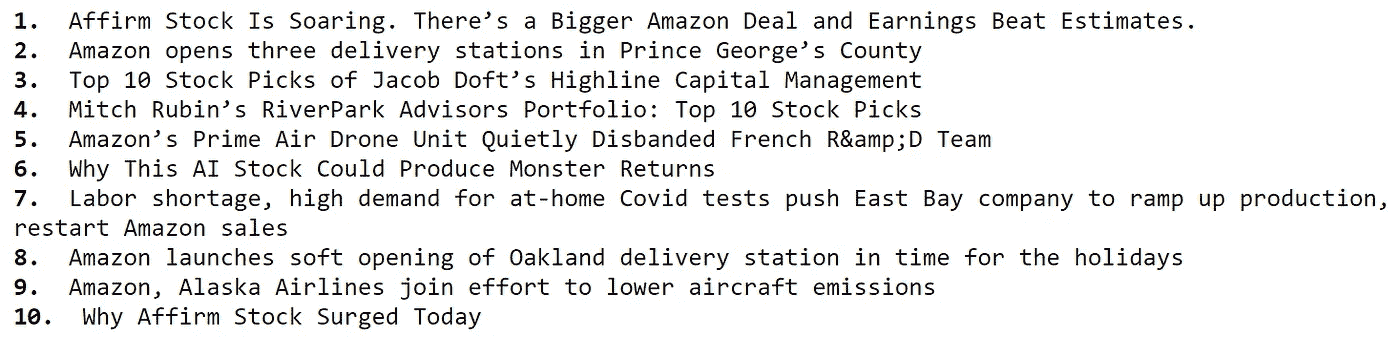 1. Affirm Stock Is Soaring. There’s a Bigger Amazon Deal and Earnings Beat Estimates.
2. Amazon opens three delivery stations in Prince George’s County
3. Top 10 Stock Picks of Jacob Doft’s Highline Capital Management
4. Mitch Rubin’s RiverPark Advisors Portfolio: Top 10 Stock Picks
5. Amazon’s Prime Air Drone Unit Quietly Disbanded French R&amp;D Team
6. Why This AI Stock Could Produce Monster Returns
7. Labor shortage, high demand for at-home Covid tests push East Bay company to ramp up production,
restart Amazon sales
8. Amazon launches soft opening of Oakland delivery station in time for the holidays
9. Amazon, Alaska Airlines join effort to lower aircraft emissions
10. Why Affirm Stock Surged Today